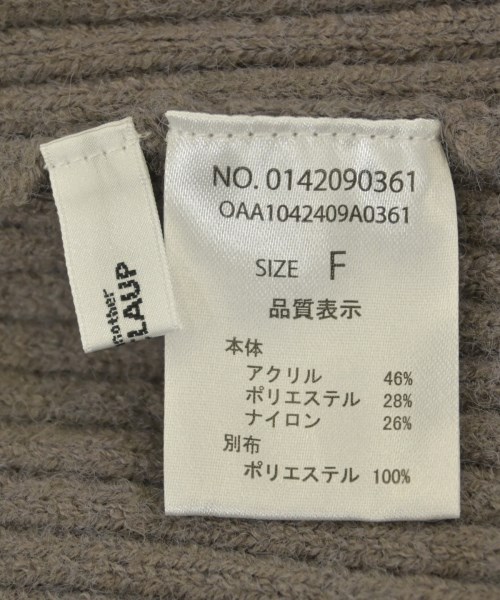 NO. 0142090361
OAA1042409A0361
SIZE F
品質表示
本体
アクリル 46%
ポリエステル 28%
ナイロン 26%
別布
ポリエステル 100%
nother
LAUP